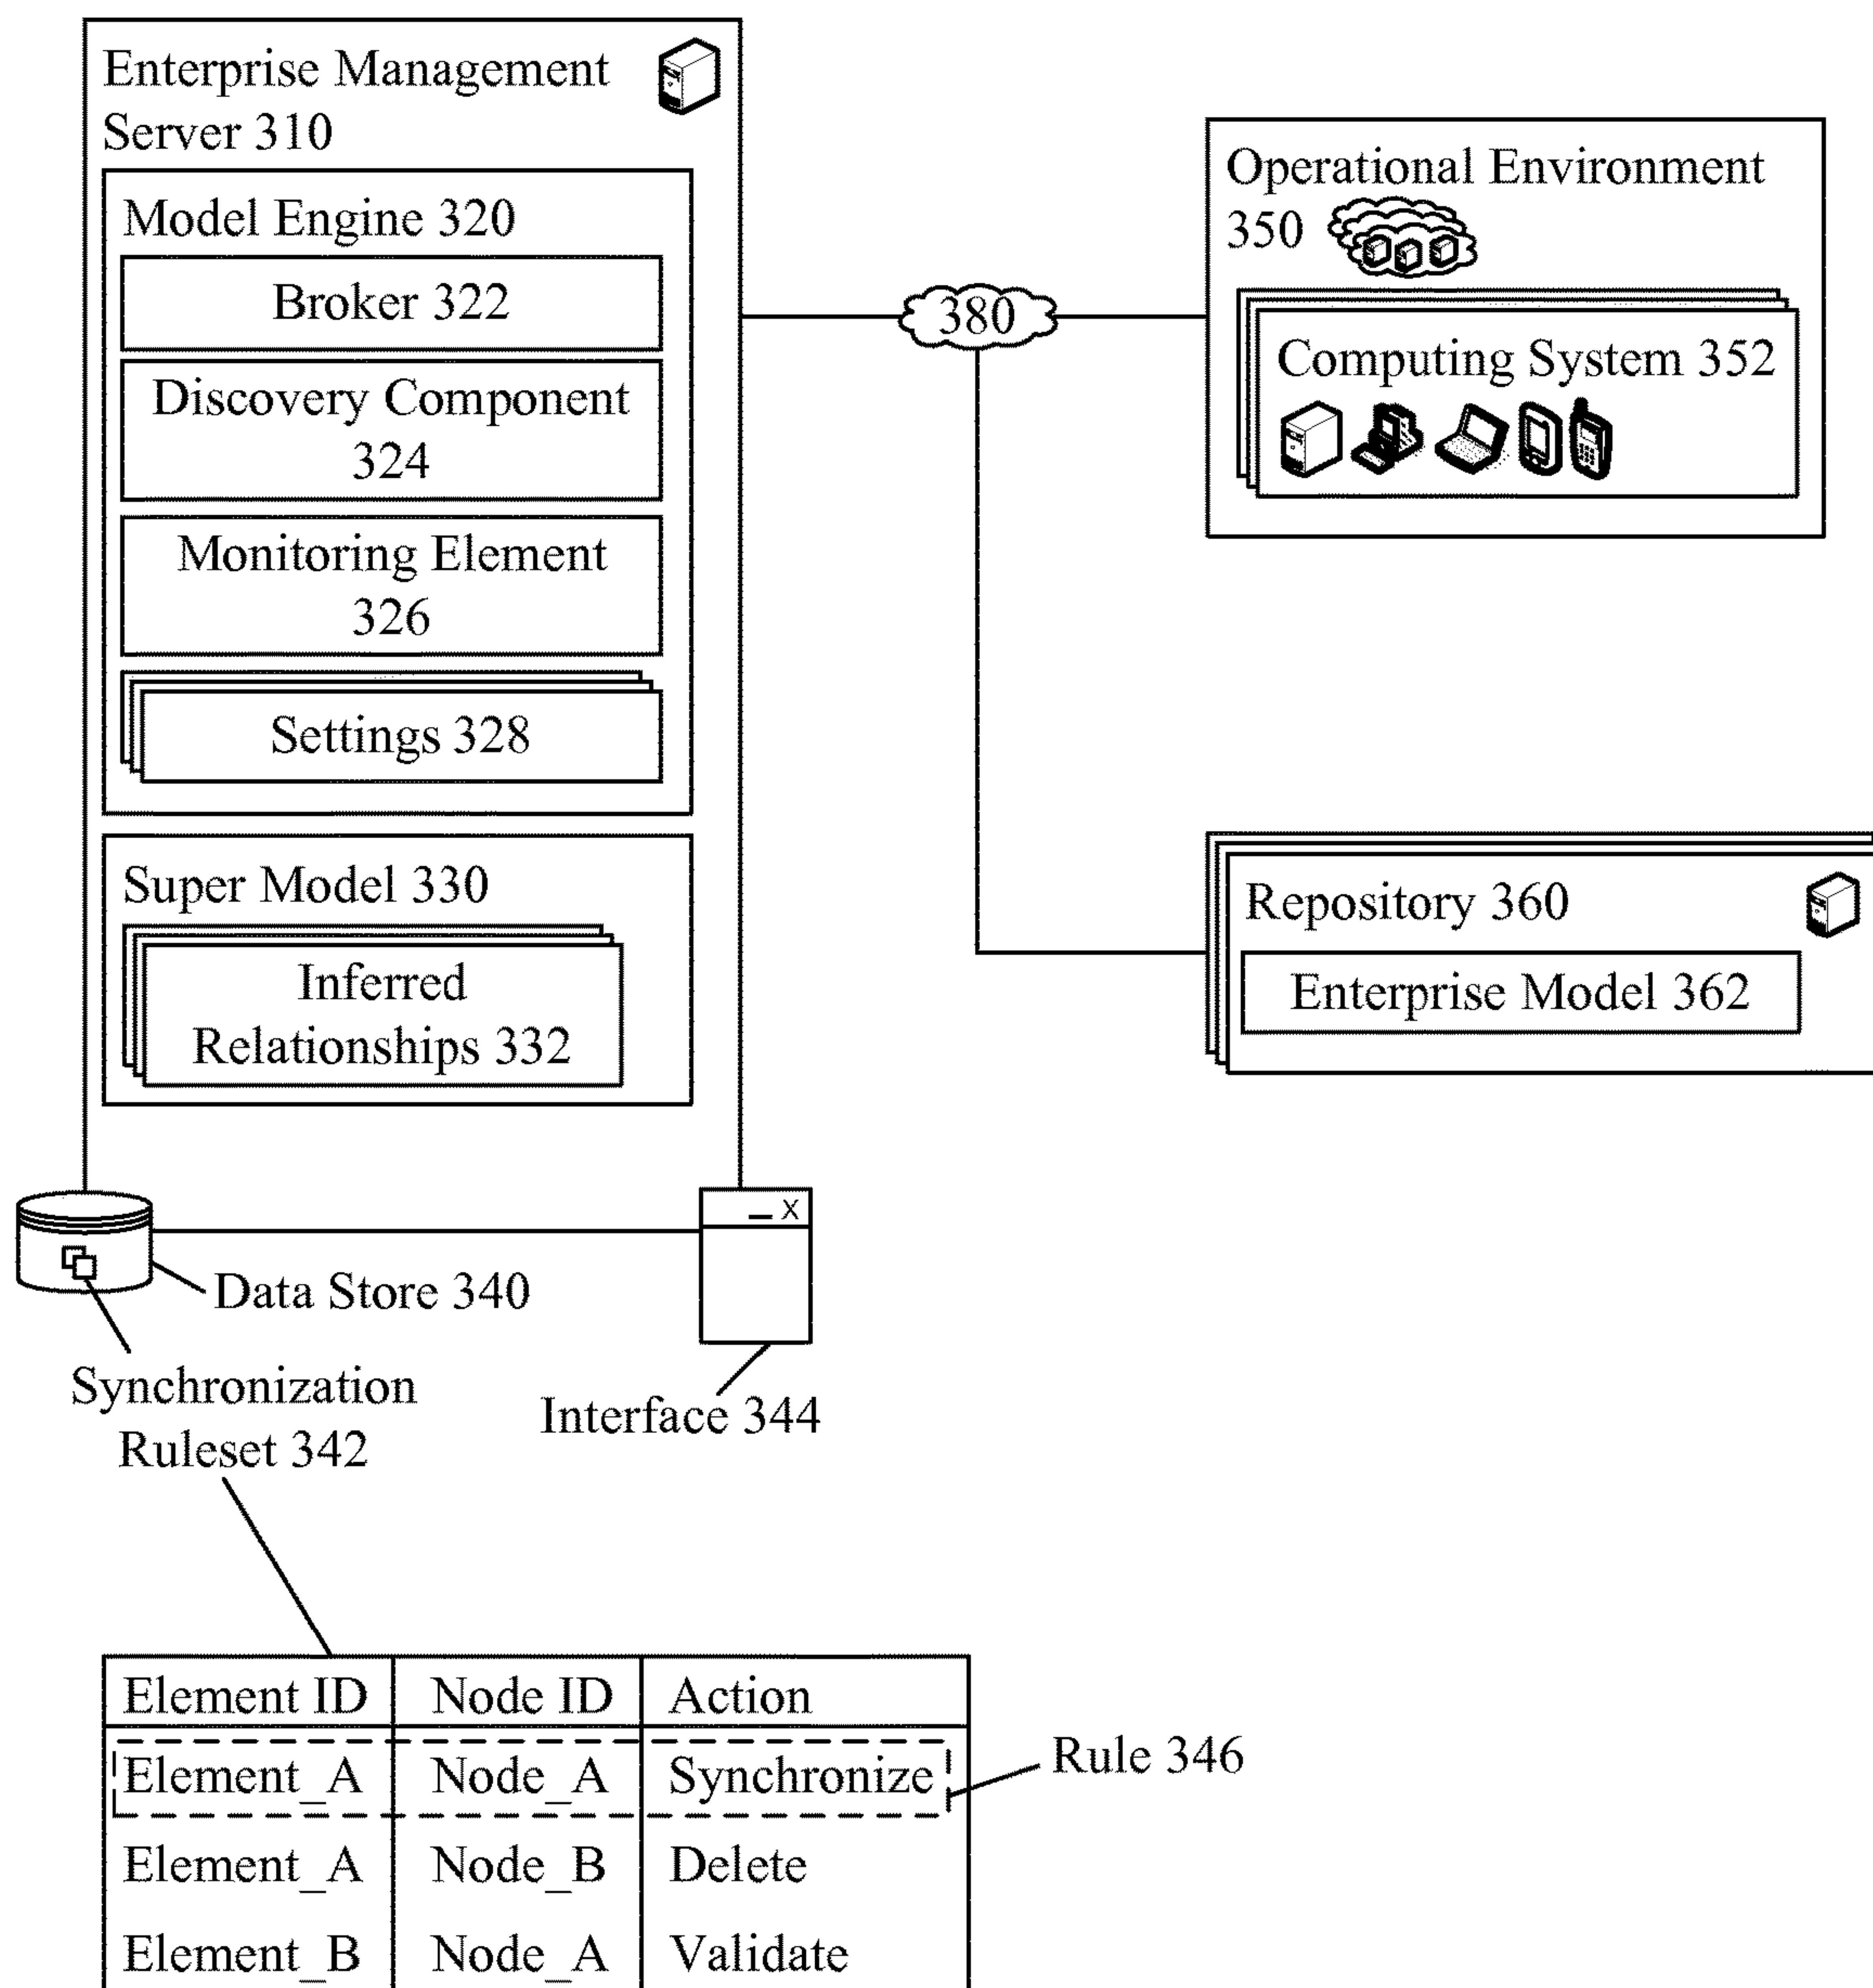 Enterprise Management
Server 310
Model Engine 320
Broker 322
Discovery Component
324
Monitoring Element
326
Settings 328
Super Model 330
Inferred
Relationships 332
380
Operational Environment
350
Computing System 352
Repository 360
Enterprise Model 362
_ X
Data Store 340
Synchronization
Ruleset 342
Interface 344
Element ID Node ID Action
Element_A Node_A Synchronize
Rule 346
Element_A Node_B Delete
Element_B Node_A Validate